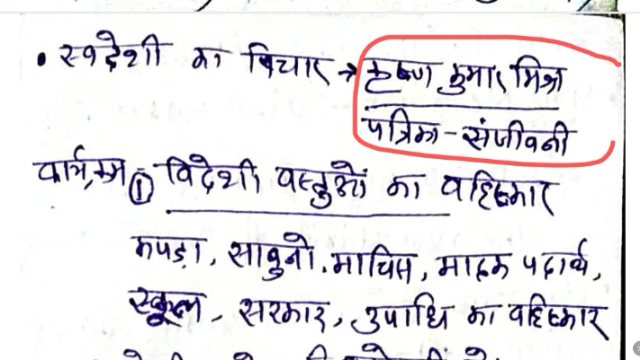 • स्वदेशी का विचार → कृष्ण कुमार मित्र
पत्रिका - संजीवनी
कार्यक्रम ① - विदेशी वस्तुओं का बहिष्कार
कपड़ा, साबुनो, माचिस, मादक पदार्थ,
स्कूल, सरकार, उपाधि का बहिष्कार